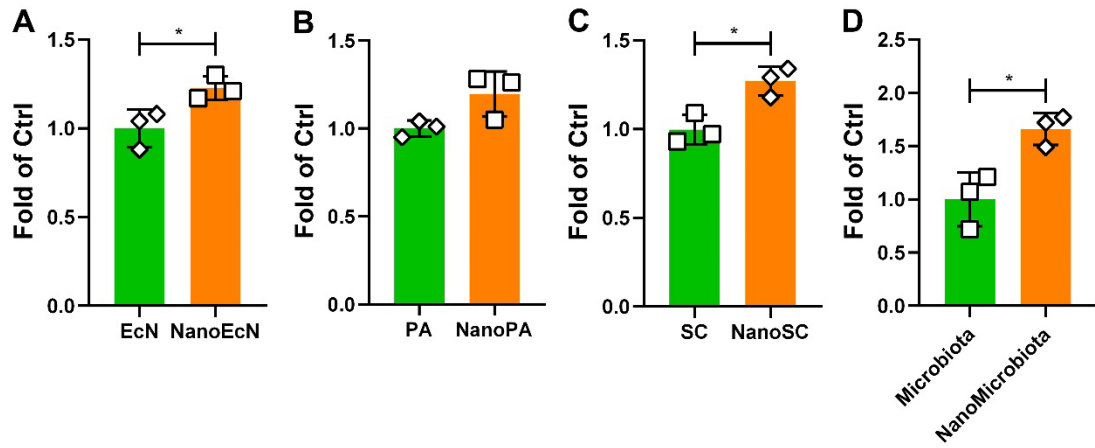 A
Fold of Ctrl
1.5
1.0
0.5
0.0
*
EcN NanoEcN
B
Fold of Ctrl
1.5
1.0
0.5
0.0
PA NanoPA
C
Fold of Ctrl
1.5
1.0
0.5
0.0
*
SC NanoSC
D
Fold of Ctrl
2.5
2.0
1.5
1.0
0.5
0.0
*
Microbiota
NanoMicrobiota